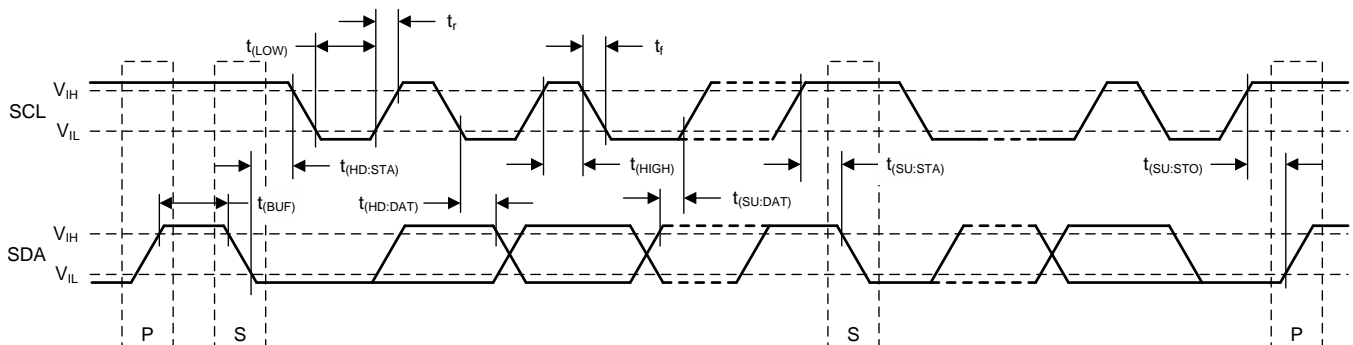 t(LOW)
tr
tf
VIH
SCL
VIL
t(HD:STA)
t(HIGH)
t(SU:STA)
t(SU:STO)
t(BUF)
t(HD:DAT)
t(SU:DAT)
VIH
SDA
VIL
P
S
S
P